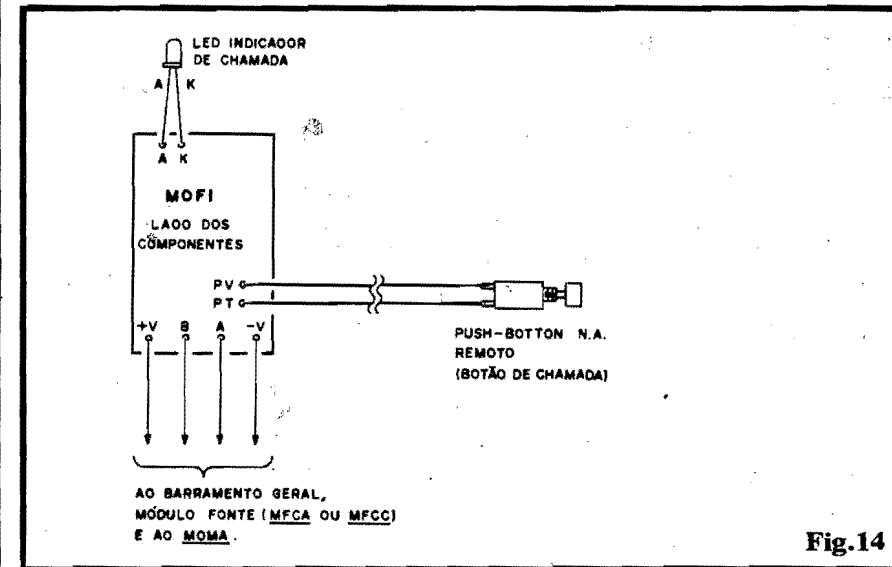 LED INDICADOR
DE CHAMADA
A K
A K
MOFI
LADO DOS
COMPONENTES
PV
PT
+V B A -V
PUSH-BOTTON N.A.
REMOTO
(BOTÃO DE CHAMADA)
AO BARRAMENTO GERAL,
MÓDULO FONTE (MFCA OU MFCC)
E AO MOMA.
Fig.14